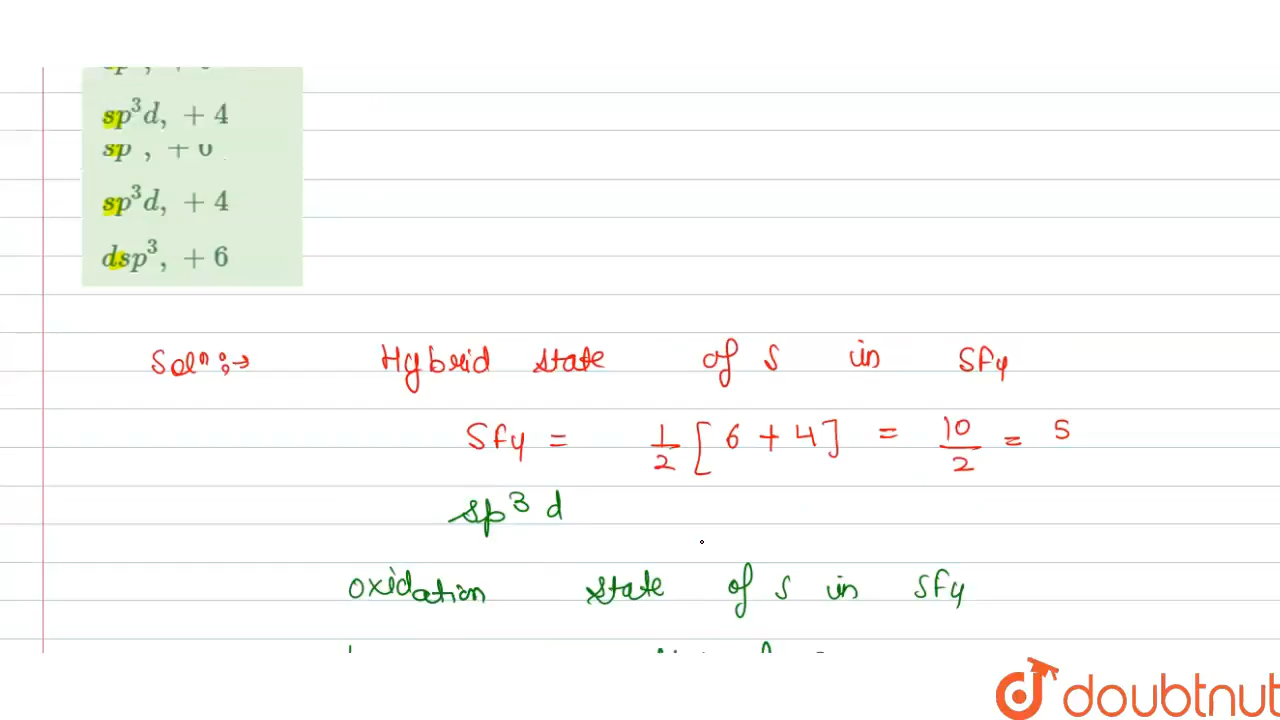 sp³d, +4
sp³d, +4
dsp³, +6
Solⁿ:→ Hybrid state of S in SF4
SF4 = 1/2 [6 + 4] = 10/2 = 5
sp³d
oxidation state of S in SF4
doubtnut